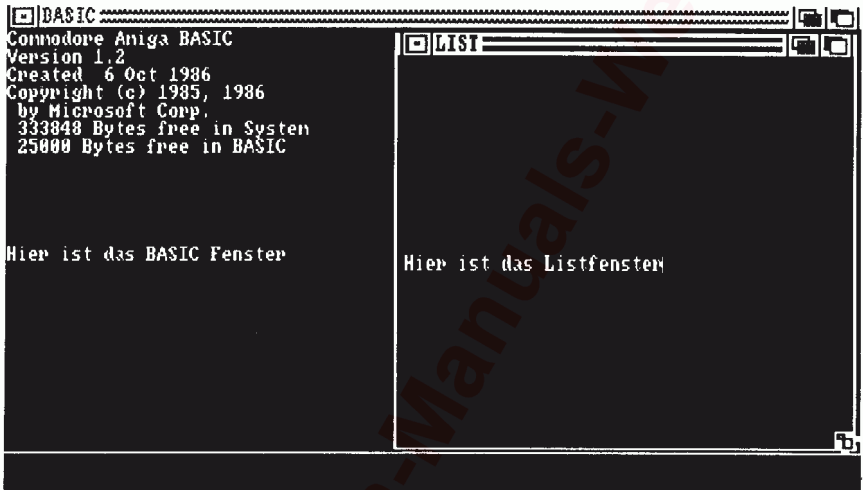 BASIC
Commodore Amiga BASIC
Version 1.2
Created 6 Oct 1986
Copyright (c) 1985, 1986
by Microsoft Corp.
333848 Bytes free in System
25000 Bytes free in BASIC
Hier ist das BASIC Fenster
LIST
Hier ist das Listfenster